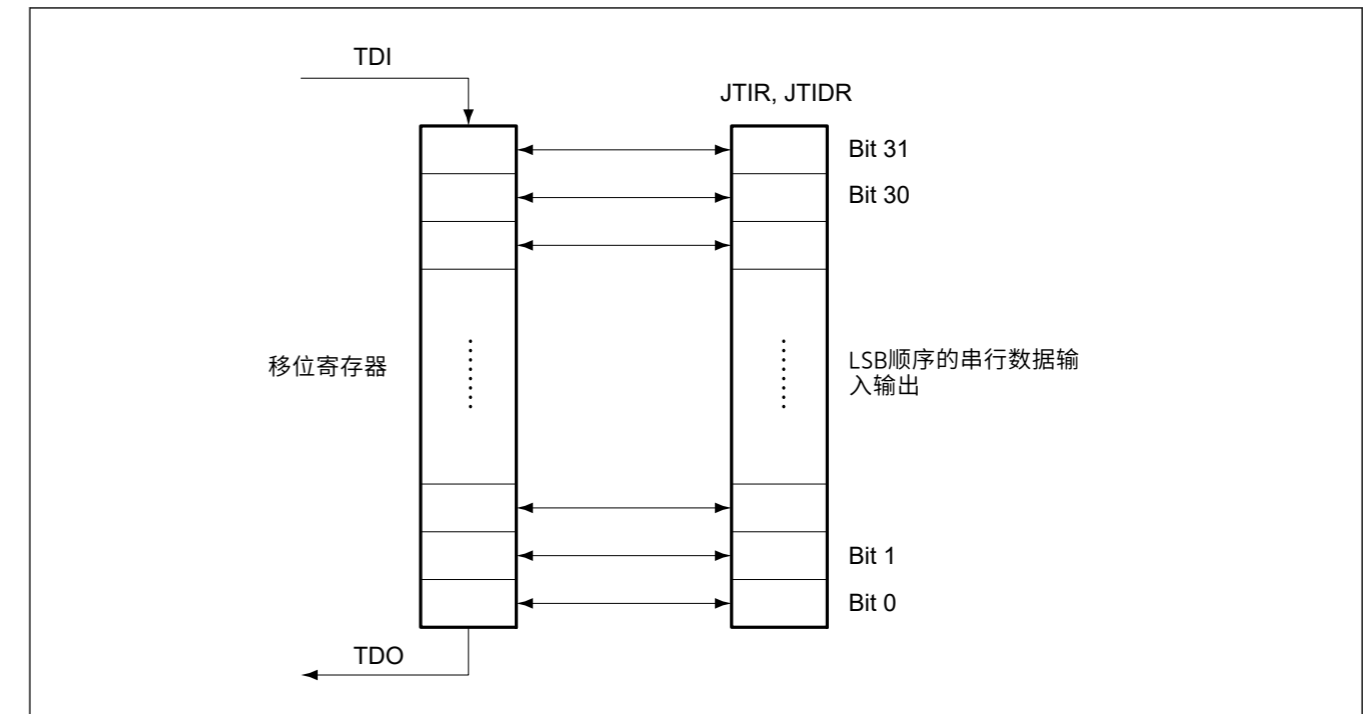 TDI
JTIR, JTIDR
Bit 31
Bit 30
移位寄存器
LSB顺序的串行数据输
入输出
Bit 1
Bit 0
TDO